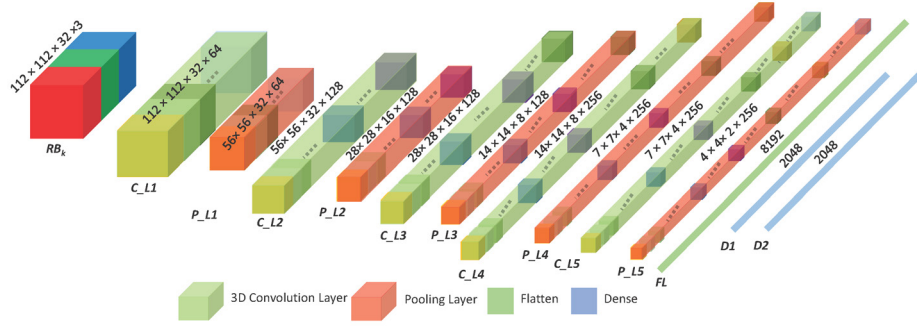 112 × 112 × 32 ×3
RBₖ
112 × 112 × 32 × 64
C_L1
56× 56 × 32 × 64
P_L1
56× 56 × 32 × 128
C_L2
28× 28 × 16 × 128
P_L2
28× 28 × 16 × 128
C_L3
14 × 14 × 8 × 128
P_L3
14× 14 × 8 × 256
C_L4
7 × 7× 4 × 256
P_L4
7 × 7× 4 × 256
C_L5
4 × 4× 2 × 256
P_L5
8192
FL
2048
D1
2048
D2
3D Convolution Layer
Pooling Layer
Flatten
Dense